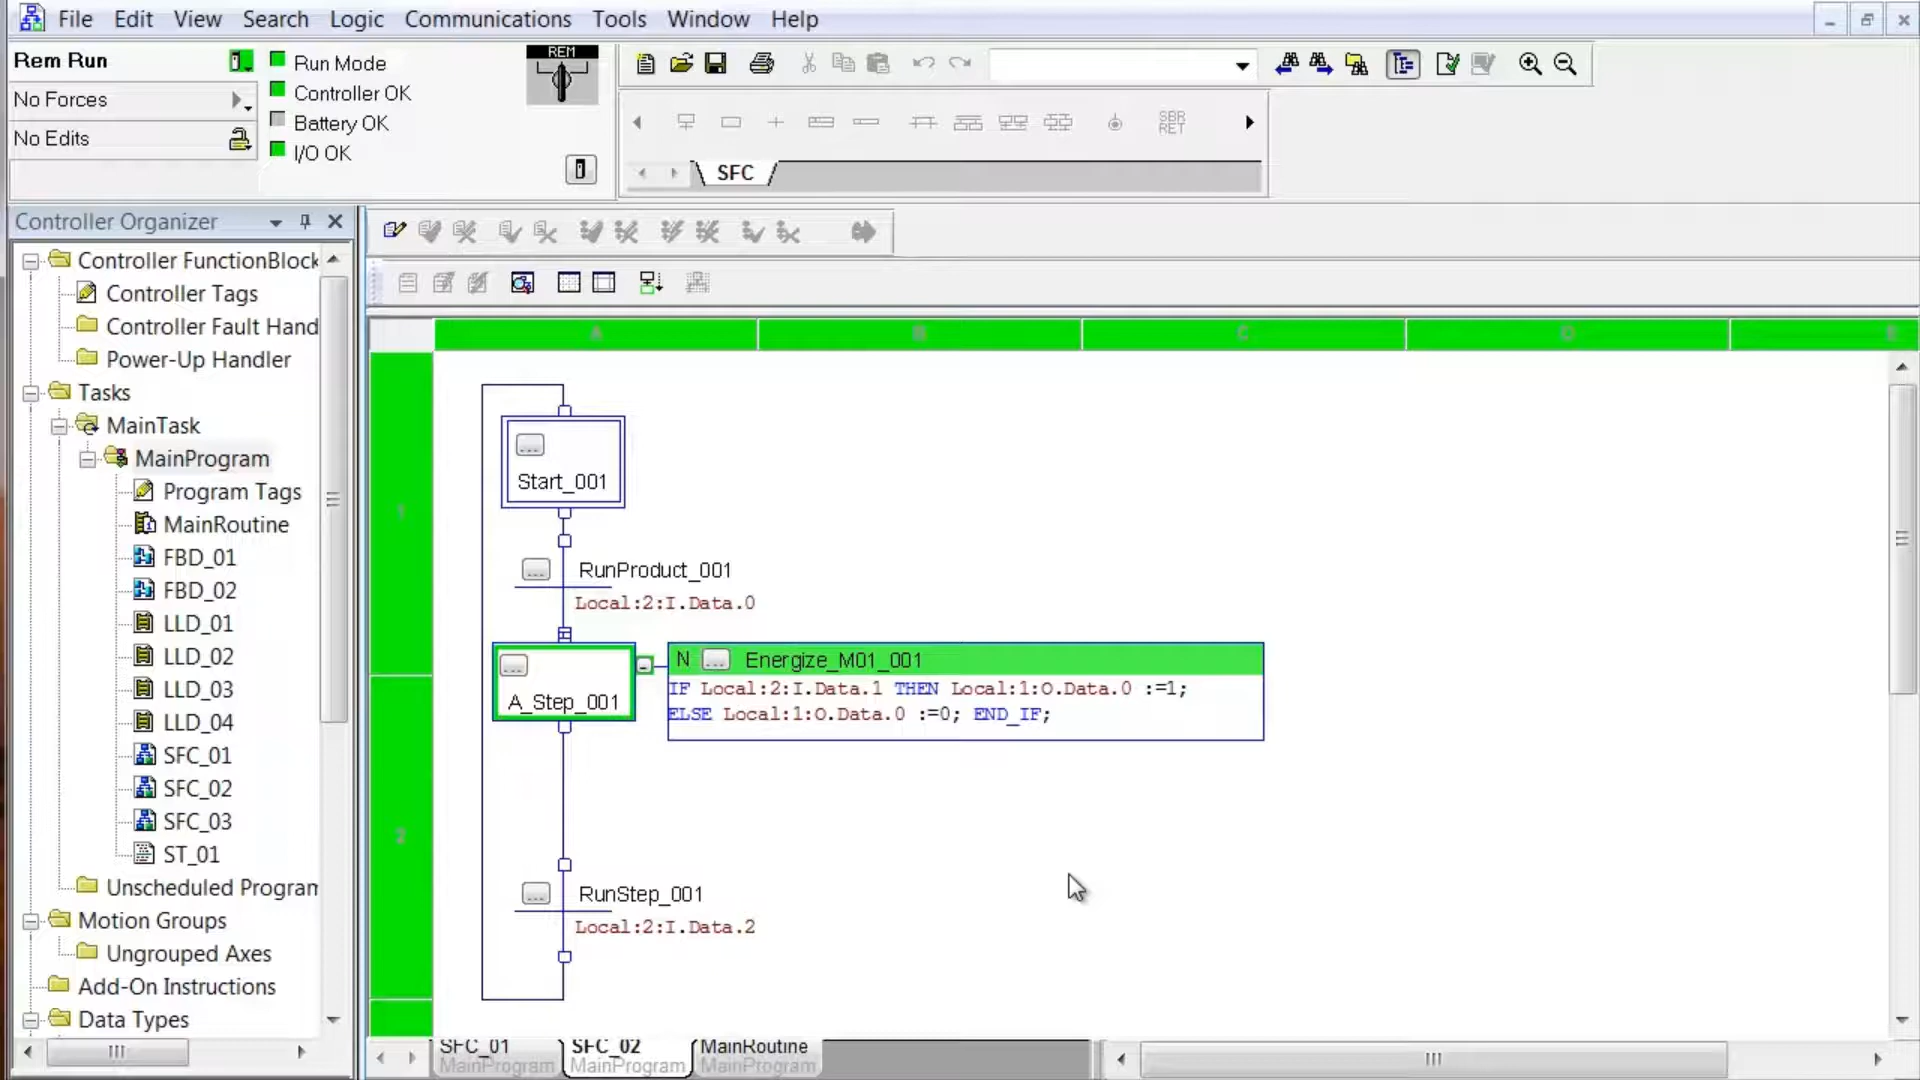 File Edit View Search Logic Communications Tools Window Help
Rem Run
No Forces
No Edits
Run Mode
Controller OK
Battery OK
I/O OK
REM
SBR
RET
SFC
Controller Organizer
Controller FunctionBlock
Controller Tags
Controller Fault Hand
Power-Up Handler
Tasks
MainTask
MainProgram
Program Tags
MainRoutine
FBD_01
FBD_02
LLD_01
LLD_02
LLD_03
LLD_04
SFC_01
SFC_02
SFC_03
ST_01
Unscheduled Program
Motion Groups
Ungrouped Axes
Add-On Instructions
Data Types
A B C D E
1
2
Start_001
RunProduct_001
Local:2:I.Data.0
A_Step_001
N ... Energize_M01_001
IF Local:2:I.Data.1 THEN Local:1:O.Data.0 :=1;
ELSE Local:1:O.Data.0 :=0; END_IF;
RunStep_001
Local:2:I.Data.2
SFC_01 SFC_02 MainRoutine
MainProgram MainProgram MainProgram